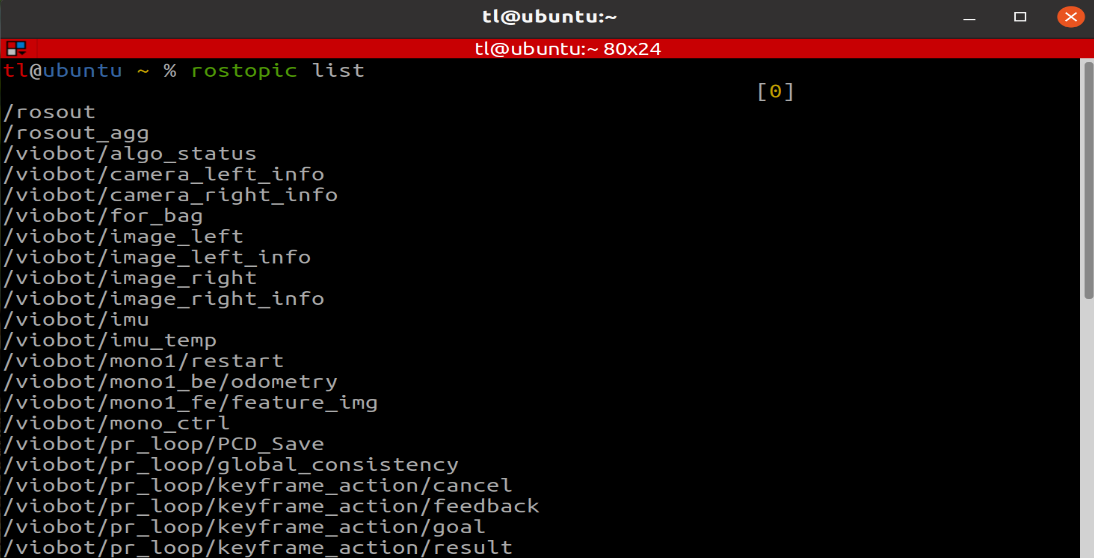 tl@ubuntu:~
tl@ubuntu:~ 80x24
tl@ubuntu ~ % rostopic list
[0]
/rosout
/rosout_agg
/viobot/algo_status
/viobot/camera_left_info
/viobot/camera_right_info
/viobot/for_bag
/viobot/image_left
/viobot/image_left_info
/viobot/image_right
/viobot/image_right_info
/viobot/imu
/viobot/imu_temp
/viobot/mono1/restart
/viobot/mono1_be/odometry
/viobot/mono1_fe/feature_img
/viobot/mono_ctrl
/viobot/pr_loop/PCD_Save
/viobot/pr_loop/global_consistency
/viobot/pr_loop/keyframe_action/cancel
/viobot/pr_loop/keyframe_action/feedback
/viobot/pr_loop/keyframe_action/goal
/viobot/pr_loop/keyframe_action/result